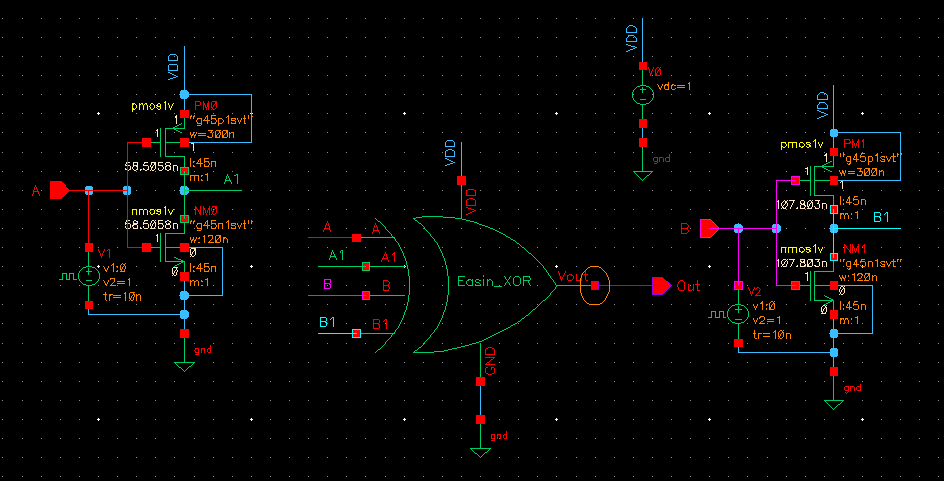 VDD
pmos1v
PM0
"g45p1svt"
w=300n
1
1
1
58.5058n
l:45n
m:1
A
A1
nmos1v
58.5058n
NM0
"g45n1svt"
w:120n
0
0
l:45n
m:1
V1
v1:0
v2=1
tr=10n
gnd
VDD
VDD
A
A
A1
A1
B
B
B1
B1
Easin_XOR
Vout
Out
GND
gnd
VDD
V0
vdc=1
gnd
VDD
pmos1v
PM1
"g45p1svt"
w=300n
1
1
1
107.803n
l:45n
m:1
B
B1
nmos1v
107.803n
NM1
"g45n1svt"
w:120n
0
0
l:45n
m:1
V2
v1:0
v2=1
tr=10n
gnd